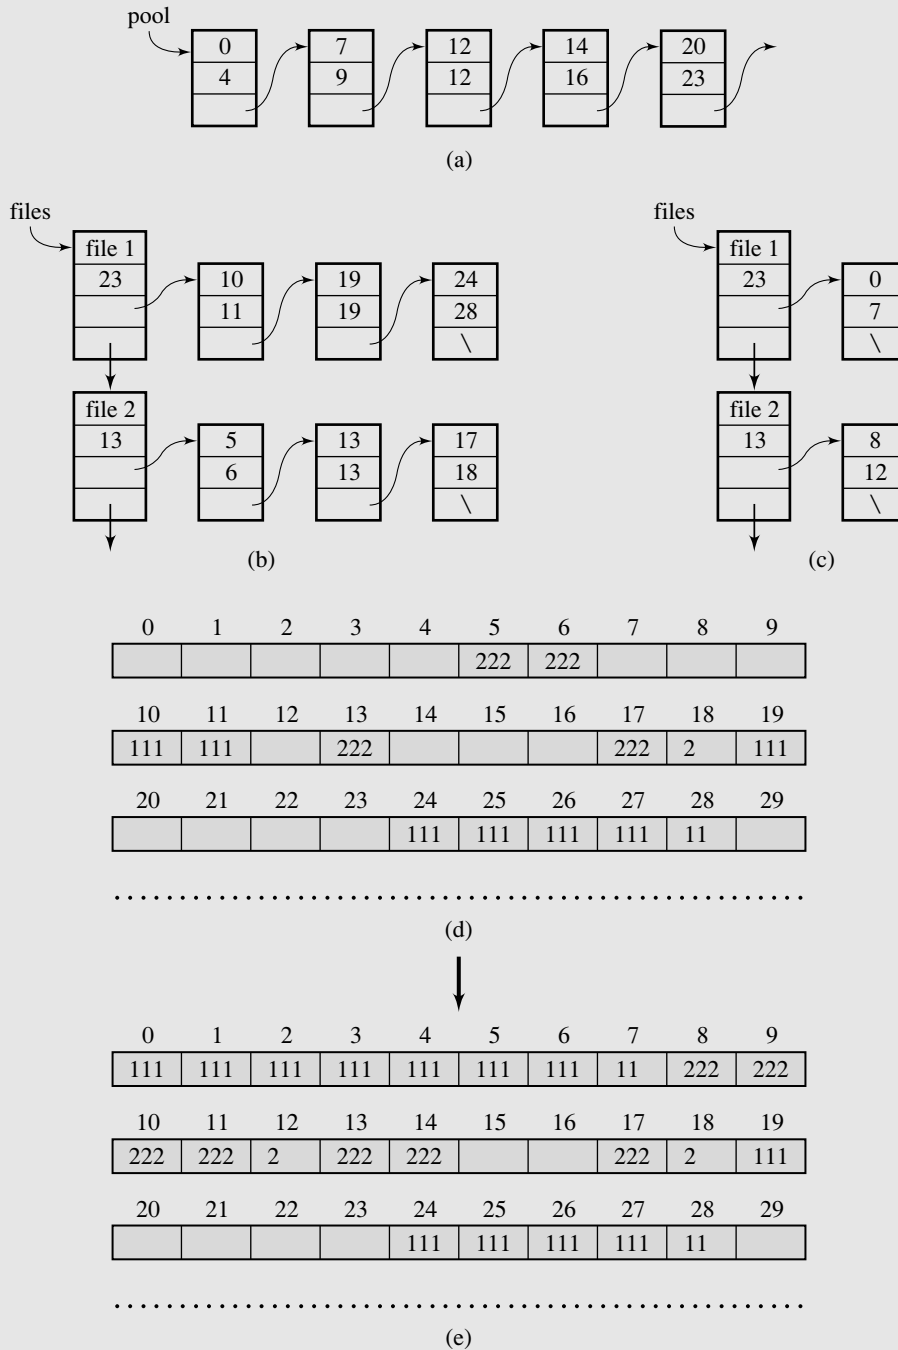 pool
0 7 12 14 20
4 9 12 16 23
(a)
files files
file 1 file 1
23 10 19 24 23 0
11 19 28 7
\ \
file 2 file 2
13 5 13 17 13 8
6 13 18 12
\ \
(b) (c)
0 1 2 3 4 5 6 7 8 9
222 222
10 11 12 13 14 15 16 17 18 19
111 111 222 222 2 111
20 21 22 23 24 25 26 27 28 29
111 111 111 111 11
(d)
0 1 2 3 4 5 6 7 8 9
111 111 111 111 111 111 111 11 222 222
10 11 12 13 14 15 16 17 18 19
222 222 2 222 222 222 2 111
20 21 22 23 24 25 26 27 28 29
111 111 111 111 11
(e)